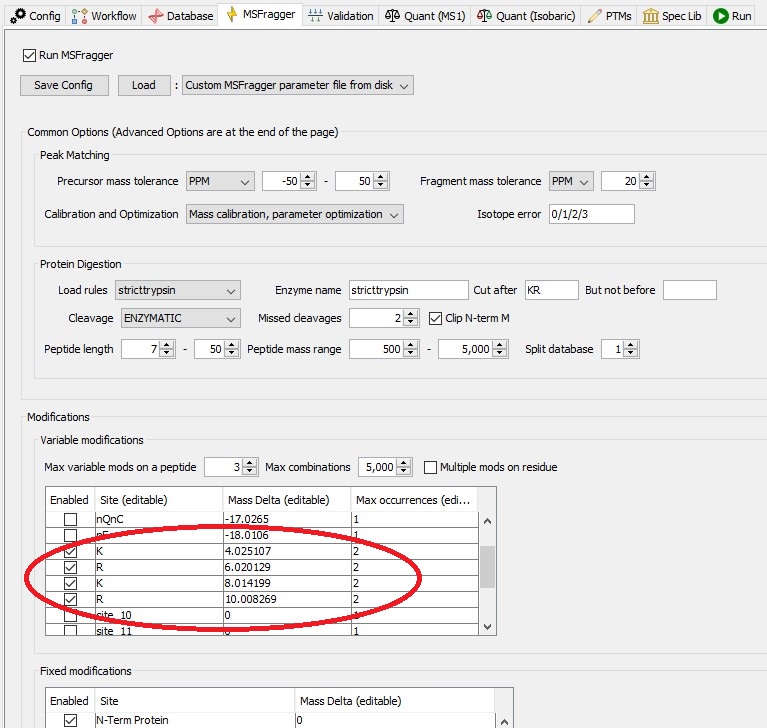 Config Workflow Database MSFragger Validation Quant (MS1) Quant (Isobaric) PTMs Spec Lib Run
Run MSFragger
Save Config Load : Custom MSFragger parameter file from disk
Common Options (Advanced Options are at the end of the page)
Peak Matching
Precursor mass tolerance PPM -50 - 50 Fragment mass tolerance PPM 20
Calibration and Optimization Mass calibration, parameter optimization Isotope error 0/1/2/3
Protein Digestion
Load rules stricttrypsin Enzyme name stricttrypsin Cut after KR But not before
Cleavage ENZYMATIC Missed cleavages 2 Clip N-term M
Peptide length 7 - 50 Peptide mass range 500 - 5,000 Split database 1
Modifications
Variable modifications
Max variable mods on a peptide 3 Max combinations 5,000 Multiple mods on residue
Enabled Site (editable) Mass Delta (editable) Max occurrences (edi...
nQnC -17.0265 1
nE -18.0106 1
K 4.025107 2
R 6.020129 2
K 8.014199 2
R 10.008269 2
site_10 0 1
site_11 0 1
Fixed modifications
Enabled Site Mass Delta (editable)
N-Term Protein 0